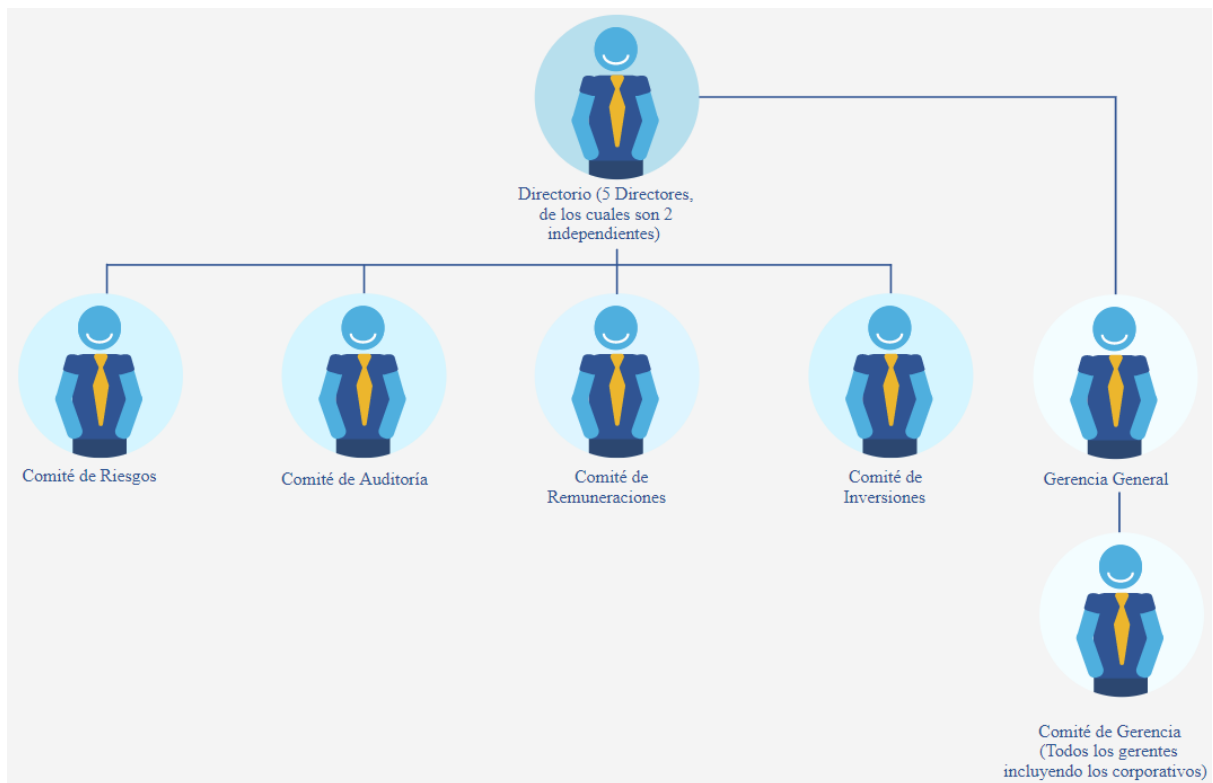 Directorio (5 Directores,
de los cuales son 2
independientes)
Comité de Riesgos
Comité de Auditoría
Comité de
Remuneraciones
Comité de
Inversiones
Gerencia General
Comité de Gerencia
(Todos los gerentes
incluyendo los corporativos)